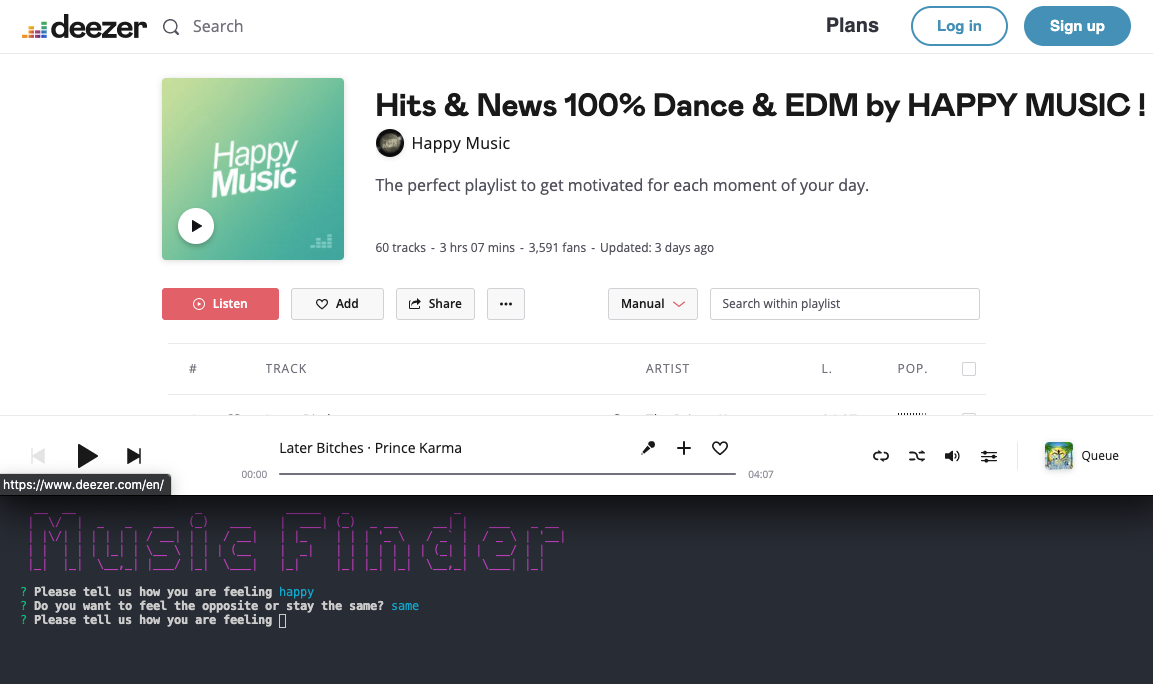 deezer
Search
Plans
Log in
Sign up
Happy
Music
Hits & News 100% Dance & EDM by HAPPY MUSIC !
Happy Music
The perfect playlist to get motivated for each moment of your day.
60 tracks - 3 hrs 07 mins - 3,591 fans - Updated: 3 days ago
Listen
Add
Share
Manual
Search within playlist
# TRACK ARTIST L. POP.
Later Bitches · Prince Karma
00:00
04:07
Queue
https://www.deezer.com/en/
Music Finder
? Please tell us how you are feeling happy
? Do you want to feel the opposite or stay the same? same
? Please tell us how you are feeling